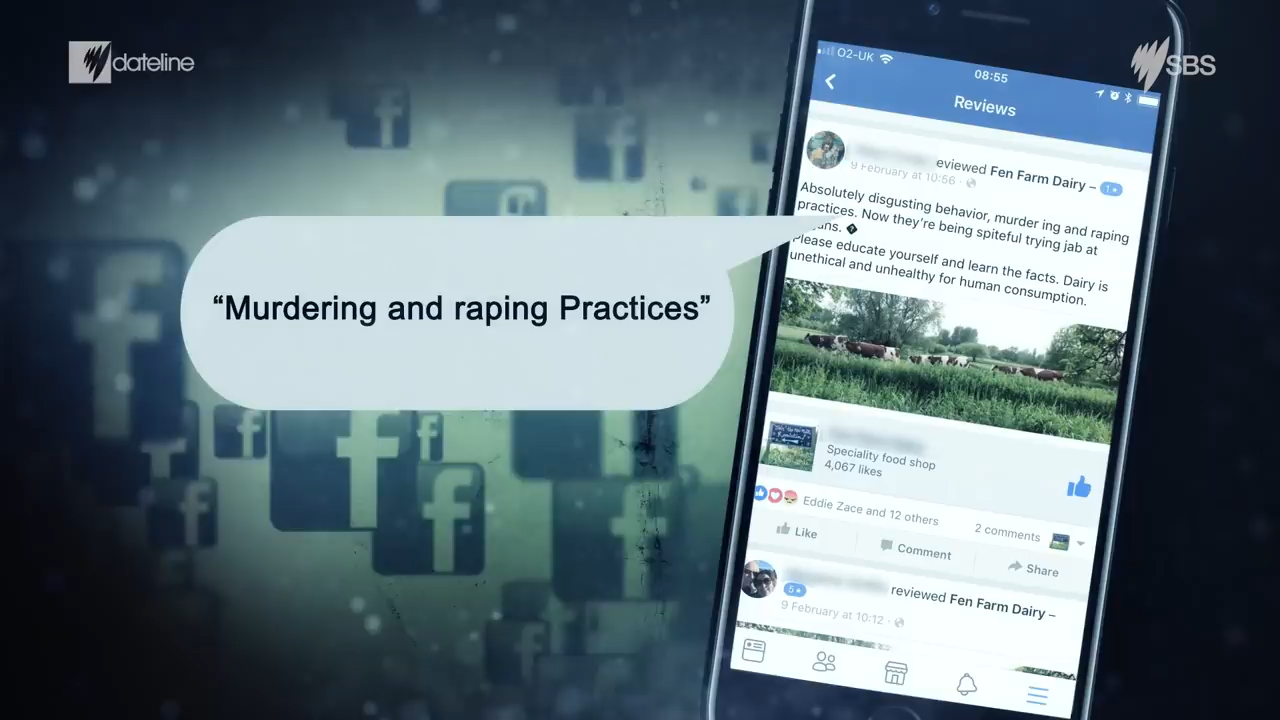 dateline
SBS
O2-UK
08:55
Reviews
eviewed Fen Farm Dairy – 1★
9 February at 10:56 ·
Absolutely disgusting behavior, murder ing and raping
practices. Now they're being spiteful trying jab at
Please educate yourself and learn the facts. Dairy is
unethical and unhealthy for human consumption.
“Murdering and raping Practices”
Speciality food shop
4,067 likes
Eddie Zace and 12 others
2 comments
Like
Comment
Share
reviewed Fen Farm Dairy –
5★
9 February at 10:12 ·